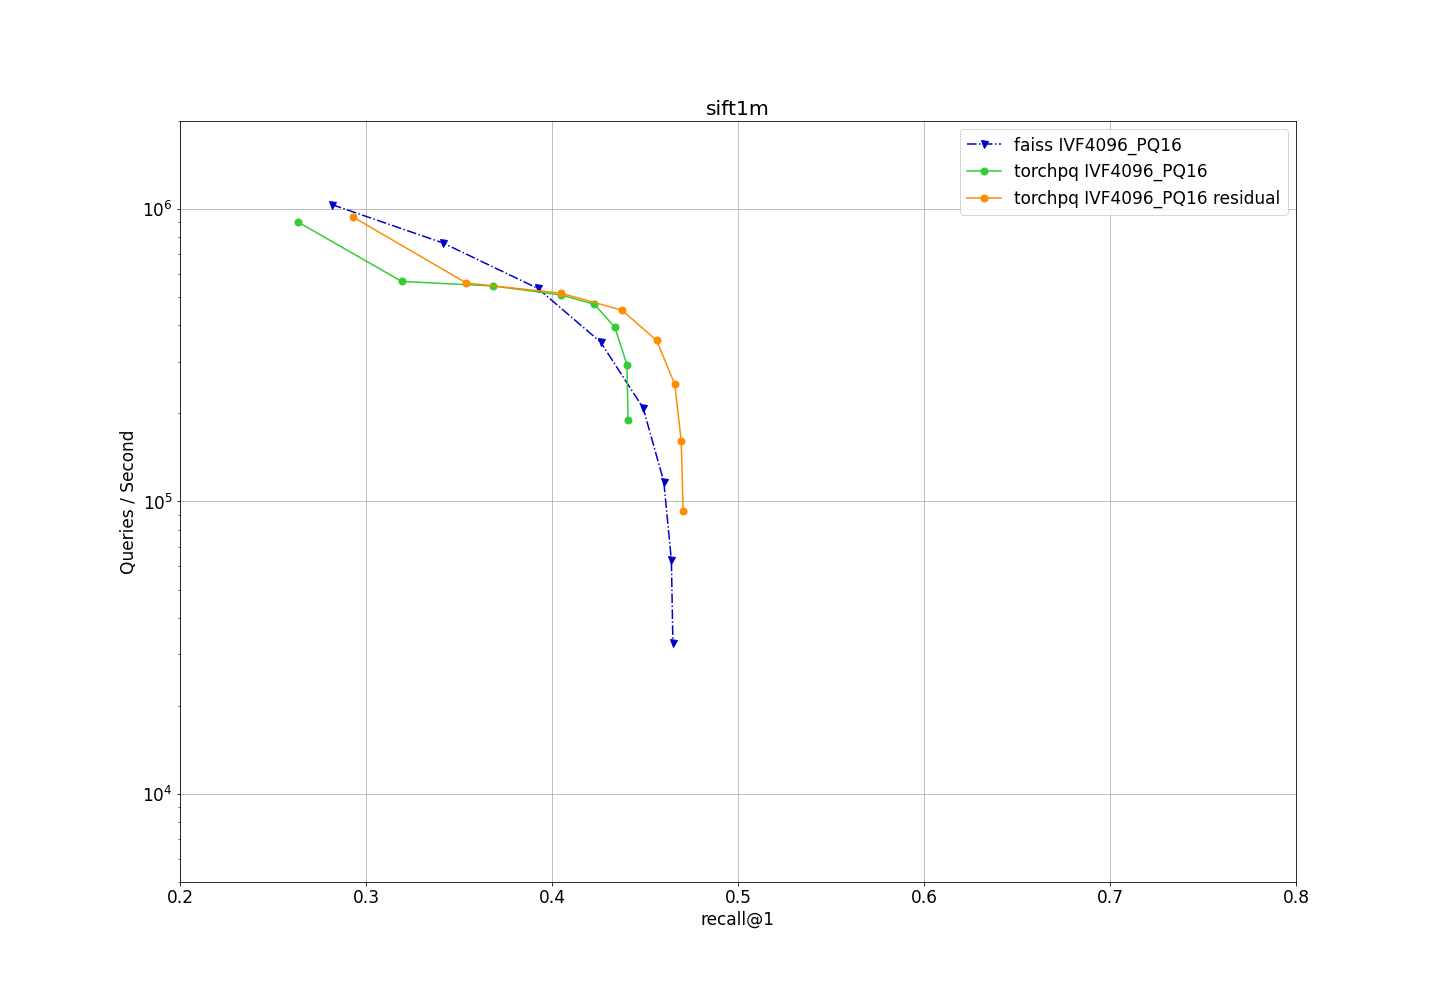 sift1m
faiss IVF4096_PQ16
torchpq IVF4096_PQ16
torchpq IVF4096_PQ16 residual
Queries / Second
10⁶
10⁵
10⁴
0.2 0.3 0.4 0.5 0.6 0.7 0.8
recall@1